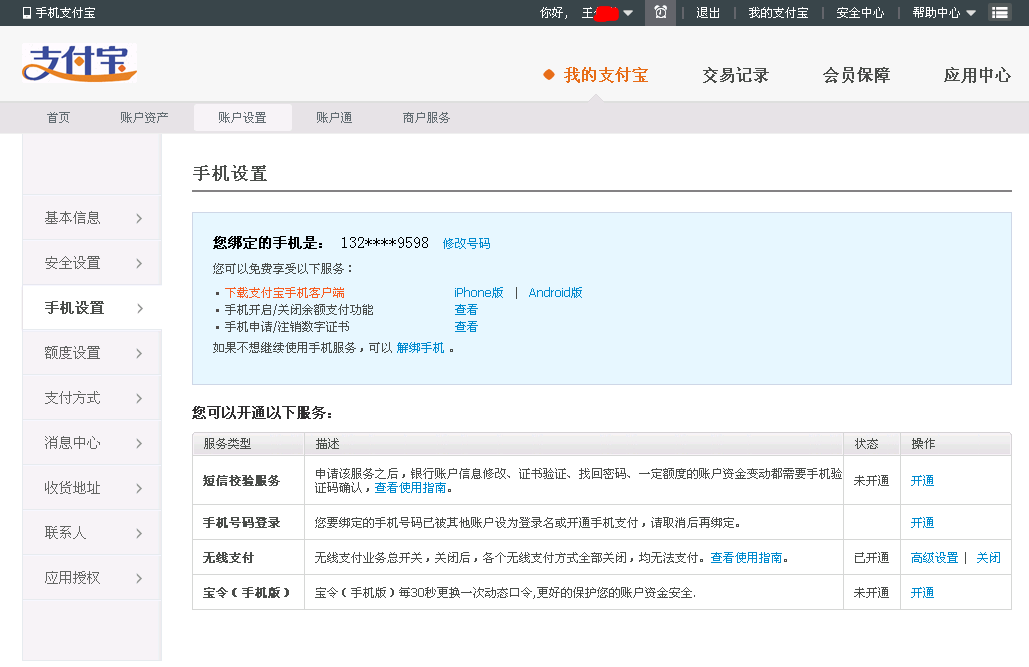 手机支付宝 你好, 王 退出 我的支付宝 安全中心 帮助中心
支付宝
我的支付宝 交易记录 会员保障 应用中心
首页 账户资产 账户设置 账户通 商户服务
基本信息
安全设置
手机设置
额度设置
支付方式
消息中心
收货地址
联系人
应用授权
手机设置
您绑定的手机是: 132****9598 修改号码
您可以免费享受以下服务:
· 下载支付宝手机客户端 iPhone版 | Android版
· 手机开启/关闭余额支付功能 查看
· 手机申请/注销数字证书 查看
如果不想继续使用手机服务,可以 解绑手机 。
您可以开通以下服务:
服务类型 描述 状态 操作
短信校验服务 申请该服务之后,银行账户信息修改、证书验证、找回密码、一定额度的账户资金变动都需要手机验
证码确认,查看使用指南。 未开通 开通
手机号码登录 您要绑定的手机号码已被其他账户设为登录名或开通手机支付,请取消后再绑定。 开通
无线支付 无线支付业务总开关,关闭后,各个无线支付方式全部关闭,均无法支付。查看使用指南。 已开通 高级设置 | 关闭
宝令(手机版) 宝令(手机版)每30秒更换一次动态口令,更好的保护您的账户资金安全. 未开通 开通